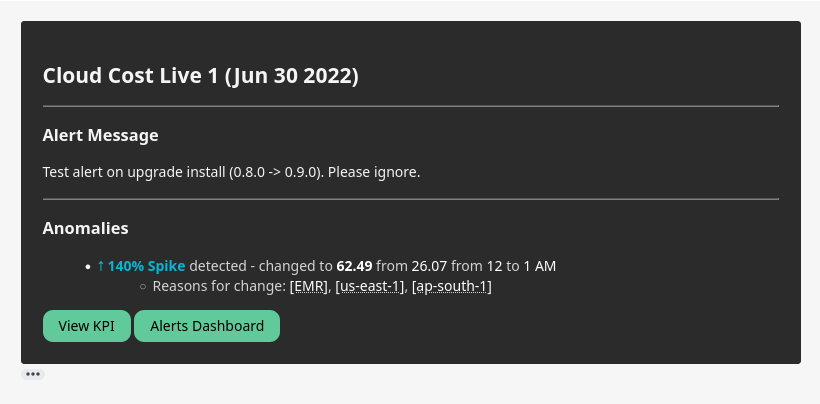 Cloud Cost Live 1 (Jun 30 2022)
Alert Message
Test alert on upgrade install (0.8.0 -> 0.9.0). Please ignore.
Anomalies
• ↑ 140% Spike detected - changed to 62.49 from 26.07 from 12 to 1 AM
○ Reasons for change: [EMR], [us-east-1], [ap-south-1]
View KPI Alerts Dashboard
•••